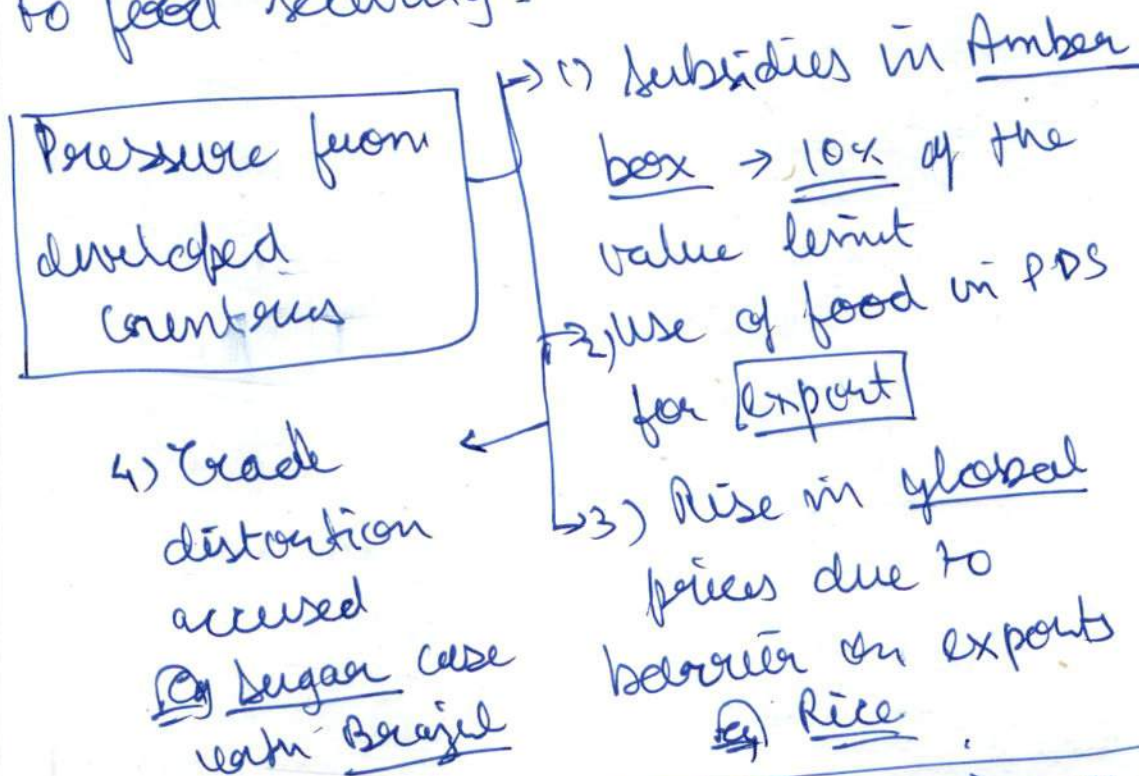 to food security.
Pressure from
developed
countries
→ 1) Subsidies in Amber
box → 10% of the
value limit
→ 2) Use of food in PDS
for export
→ 3) Rise in global
prices due to
barrier on exports
eg Rice
4) Trade
distortion
accused
eg Sugar case
with Brazil